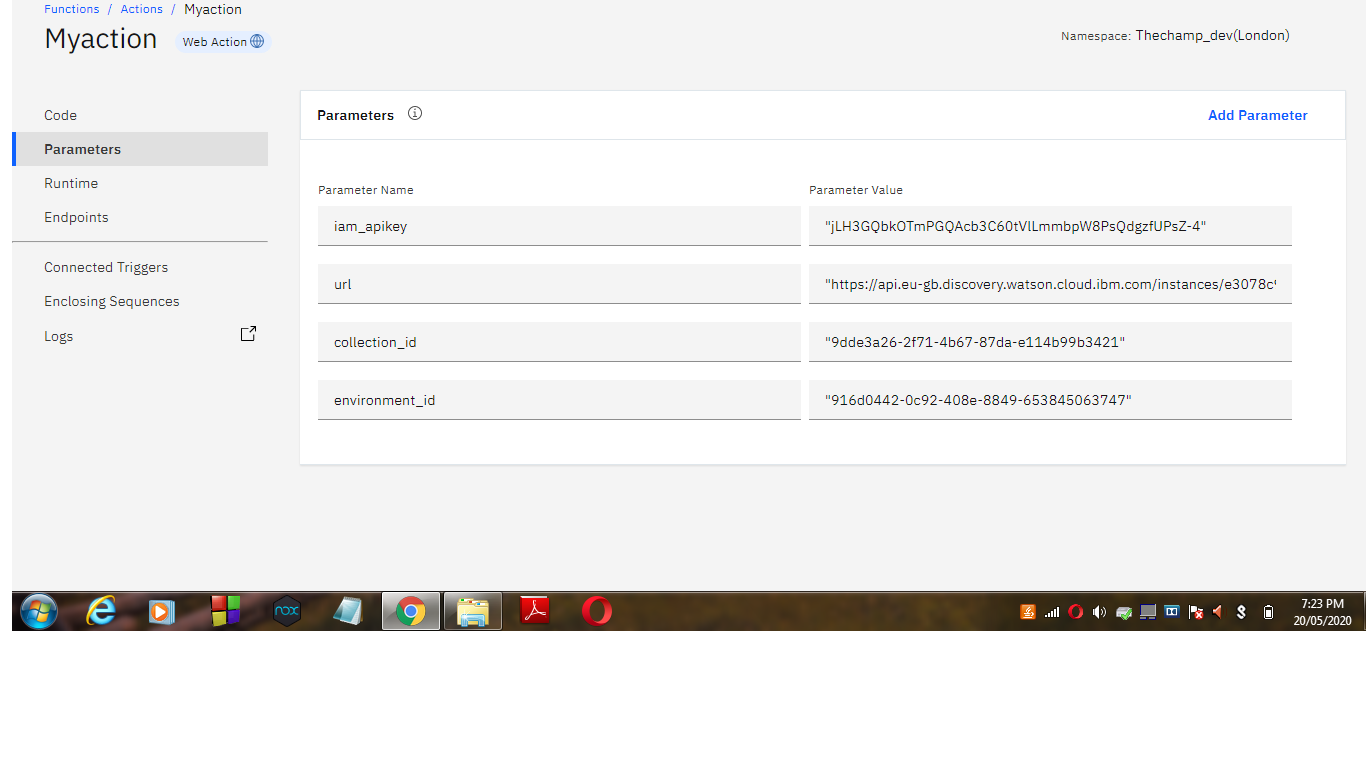 Functions / Actions / Myaction
Myaction Web Action
Namespace: Thechamp_dev(London)
Code
Parameters
Runtime
Endpoints
Connected Triggers
Enclosing Sequences
Logs
Parameters
Add Parameter
Parameter Name Parameter Value
iam_apikey "jLH3GQbkOTmPGQAcb3C60tVlLmmbpW8PsQdgzfUPsZ-4"
url "https://api.eu-gb.discovery.watson.cloud.ibm.com/instances/e3078c
collection_id "9dde3a26-2f71-4b67-87da-e114b99b3421"
environment_id "916d0442-0c92-408e-8849-653845063747"
nox
7:23 PM
20/05/2020